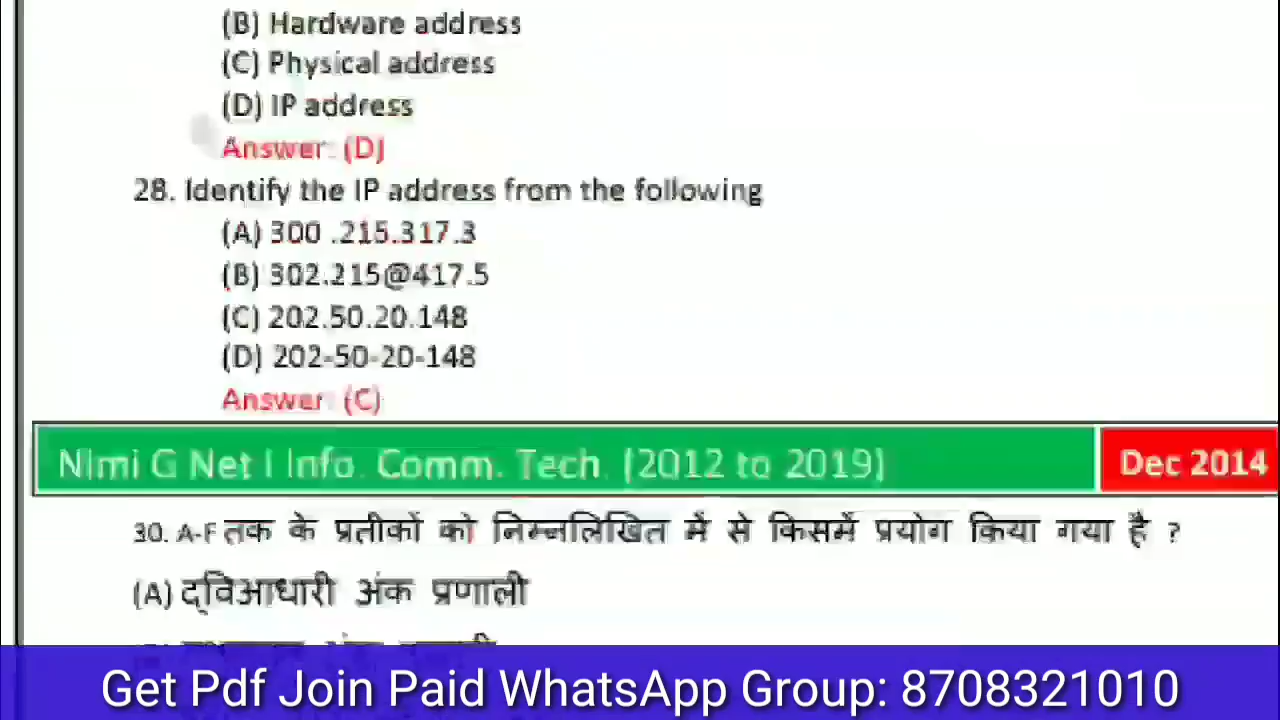 (B) Hardware address
(C) Physical address
(D) IP address
Answer: (D)
28. Identify the IP address from the following
(A) 300 .215.317.3
(B) 302.215@417.5
(C) 202.50.20.148
(D) 202-50-20-148
Answer: (C)
Nimi G Net I Info. Comm. Tech. (2012 to 2019)
Dec 2014
30. A-F तक के प्रतीकों को निम्नलिखित में से किसमें प्रयोग किया गया है ?
(A) द्विआधारी अंक प्रणाली
Get Pdf Join Paid WhatsApp Group: 8708321010